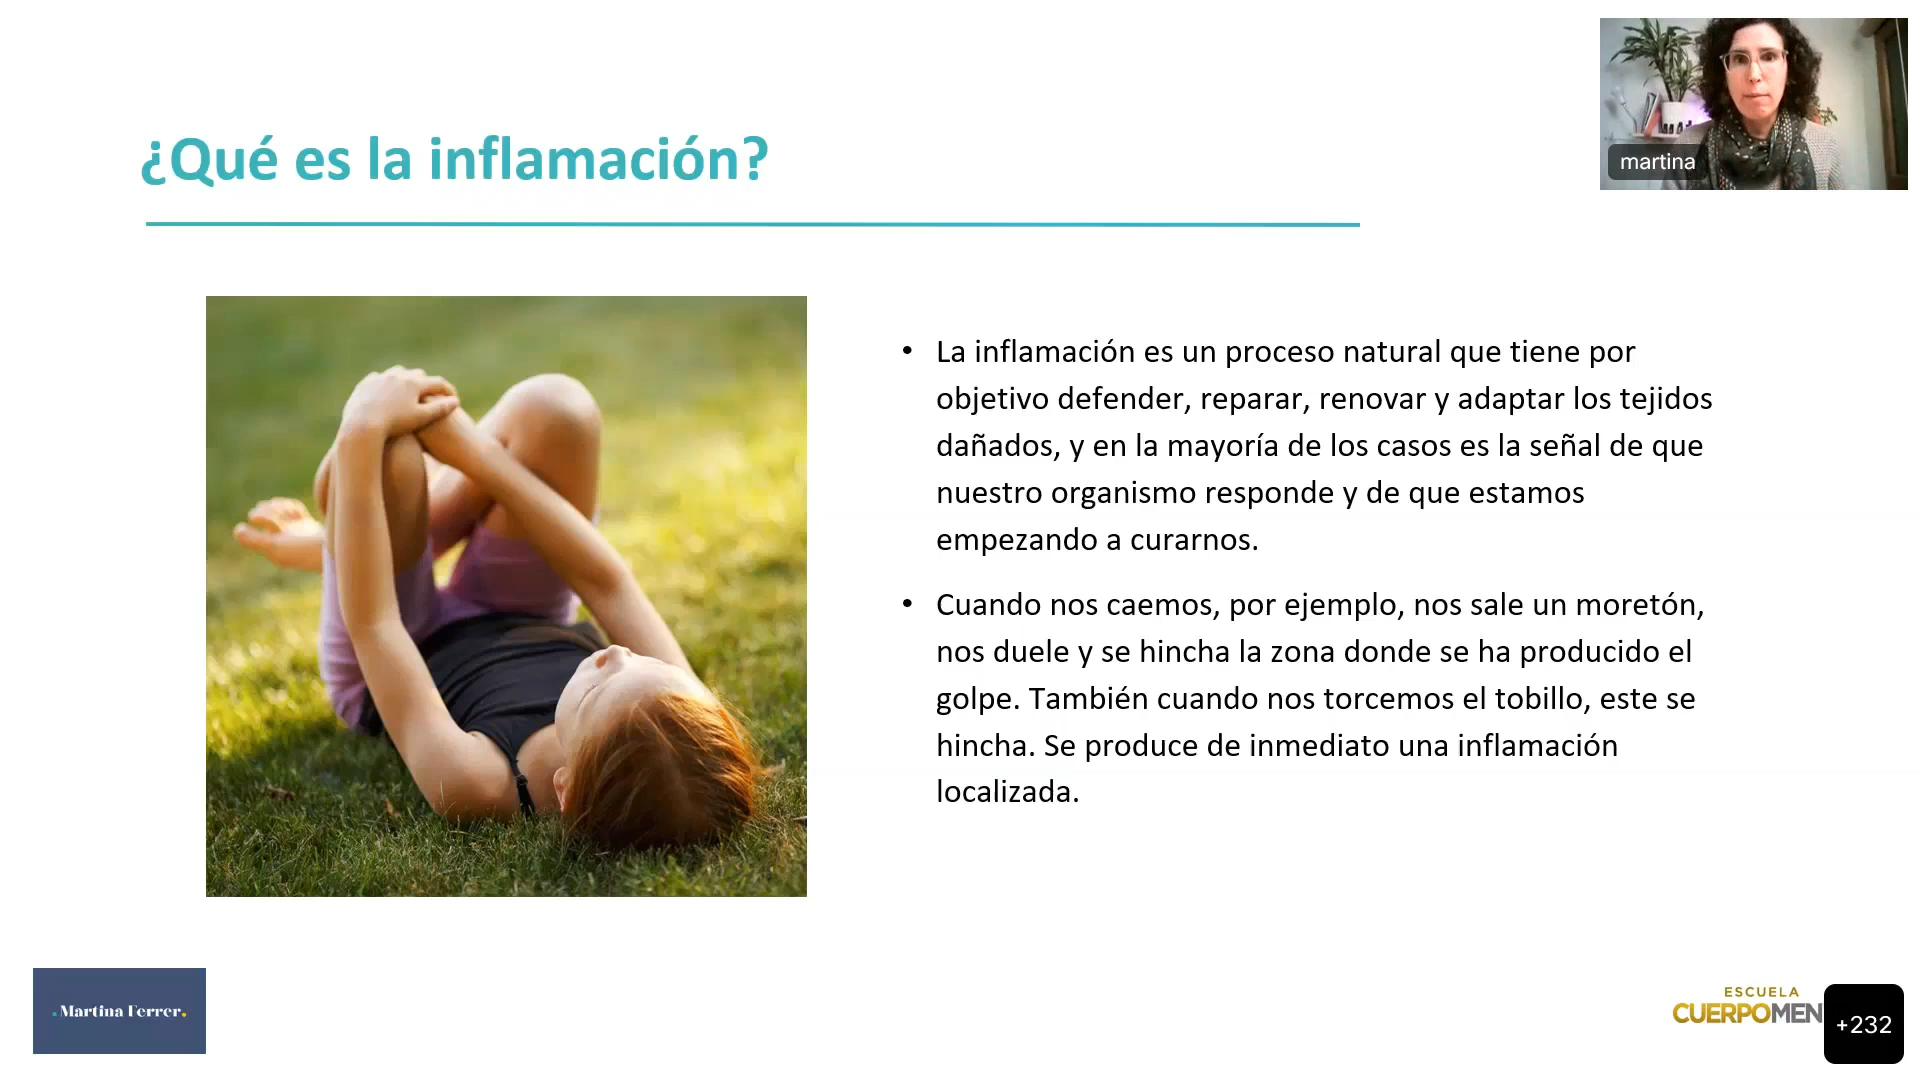 ¿Qué es la inflamación?
martina
• La inflamación es un proceso natural que tiene por
objetivo defender, reparar, renovar y adaptar los tejidos
dañados, y en la mayoría de los casos es la señal de que
nuestro organismo responde y de que estamos
empezando a curarnos.
• Cuando nos caemos, por ejemplo, nos sale un moretón,
nos duele y se hincha la zona donde se ha producido el
golpe. También cuando nos torcemos el tobillo, este se
hincha. Se produce de inmediato una inflamación
localizada.
.Martina Ferrer.
ESCUELA
CUERPOMEN
+232